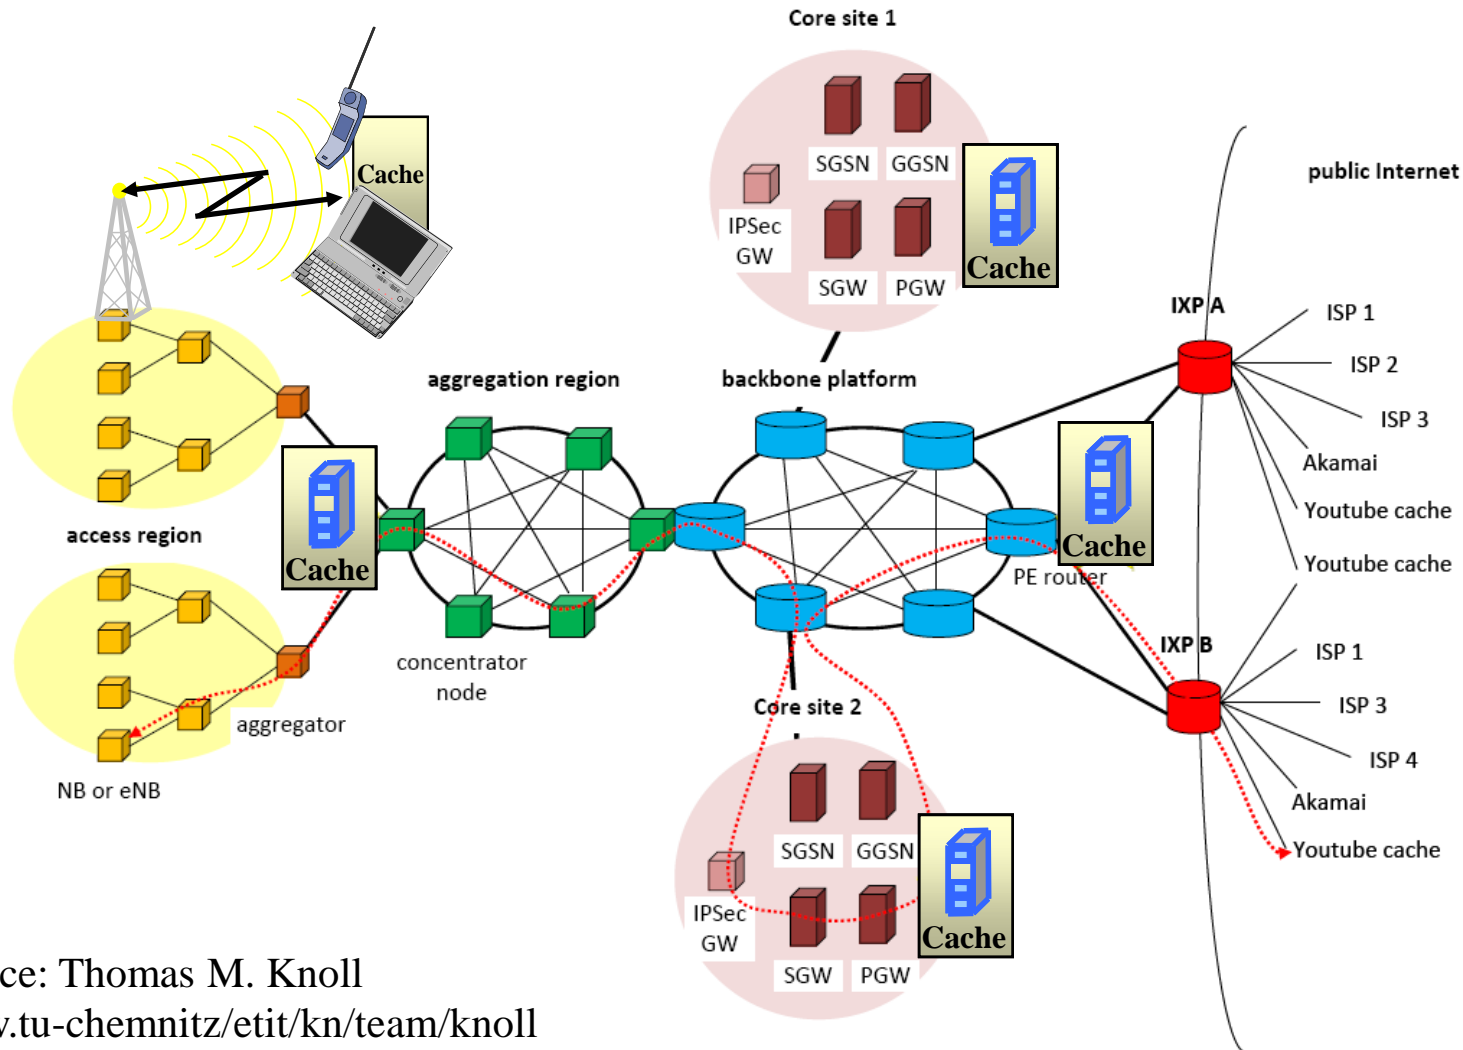 Core site 1
Cache
SGSN GGSN
IPSec
GW
SGW PGW
Cache
public Internet
IXP A
ISP 1
ISP 2
ISP 3
Akamai
Youtube cache
Youtube cache
aggregation region
backbone platform
access region
Cache
Cache
PE router
concentrator
node
aggregator
NB or eNB
IXP B
ISP 1
ISP 3
ISP 4
Akamai
Youtube cache
Core site 2
SGSN GGSN
IPSec
GW
SGW PGW
Cache
ce: Thomas M. Knoll
.tu-chemnitz/etit/kn/team/knoll